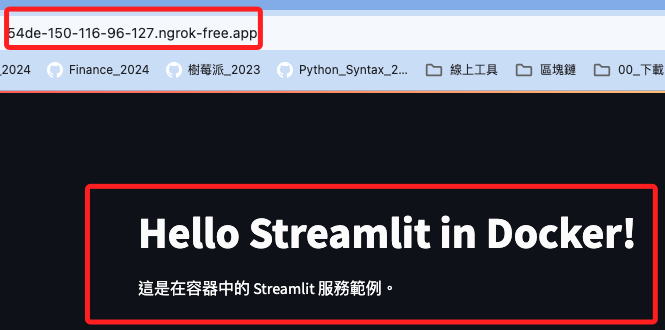 54de-150-116-96-127.ngrok-free.app
_2024 Finance_2024 樹莓派_2023 Python_Syntax_2... 線上工具 區塊鏈 00_下載
Hello Streamlit in Docker!
這是在容器中的 Streamlit 服務範例。